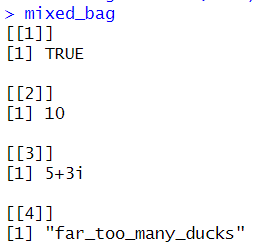 > mixed_bag
[[1]]
[1] TRUE
[[2]]
[1] 10
[[3]]
[1] 5+3i
[[4]]
[1] "far_too_many_ducks"